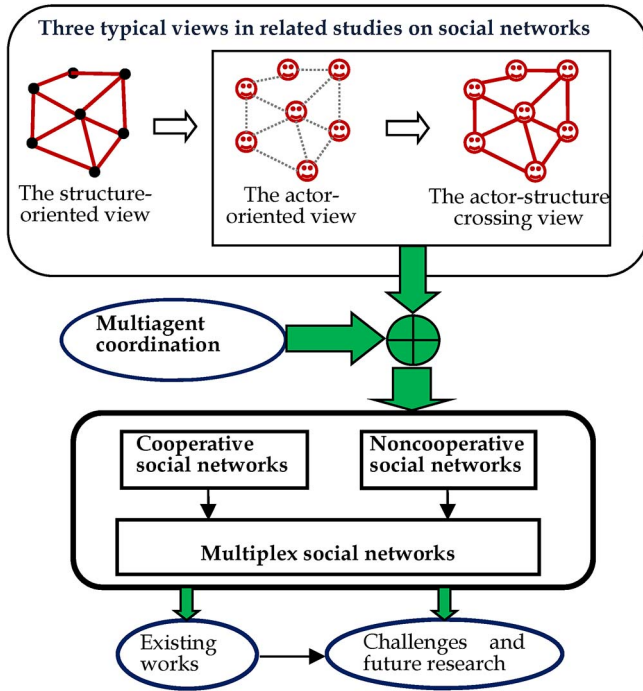 Three typical views in related studies on social networks
The structure-
oriented view
The actor-
oriented view
The actor-structure
crossing view
Multiagent
coordination
Cooperative
social networks
Noncooperative
social networks
Multiplex social networks
Existing
works
Challenges and
future research